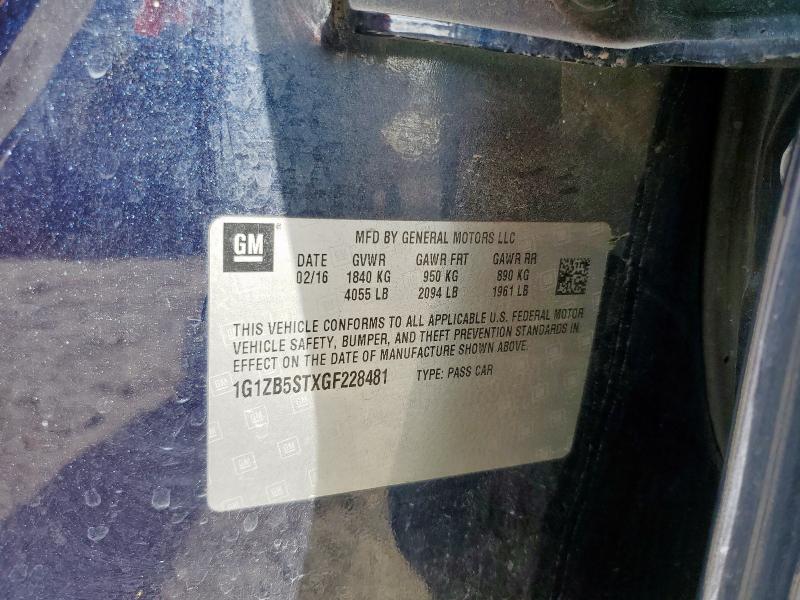 GM
MFD BY GENERAL MOTORS LLC
DATE GVWR GAWR FRT GAWR RR
02/16 1840 KG 950 KG 890 KG
4055 LB 2094 LB 1961 LB
THIS VEHICLE CONFORMS TO ALL APPLICABLE U.S. FEDERAL MOTOR
VEHICLE SAFETY, BUMPER, AND THEFT PREVENTION STANDARDS IN
EFFECT ON THE DATE OF MANUFACTURE SHOWN ABOVE.
1G1ZB5STXGF228481 TYPE: PASS CAR